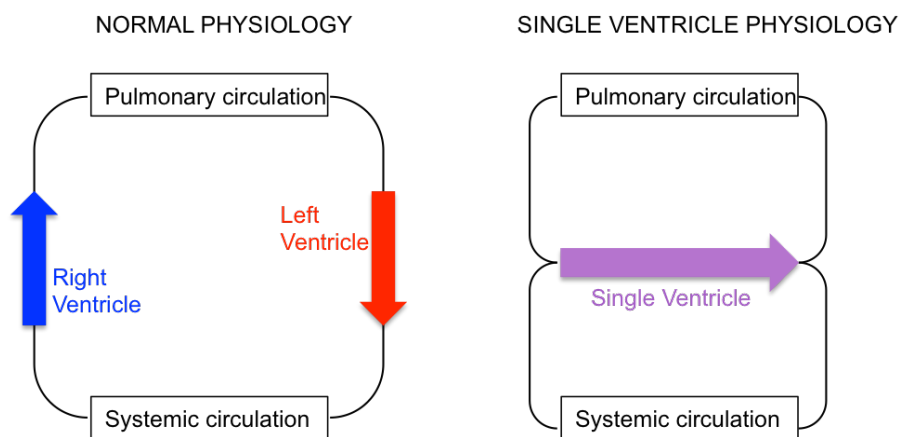 NORMAL PHYSIOLOGY
Pulmonary circulation
Left
Ventricle
Right
Ventricle
Systemic circulation
SINGLE VENTRICLE PHYSIOLOGY
Pulmonary circulation
Single Ventricle
Systemic circulation